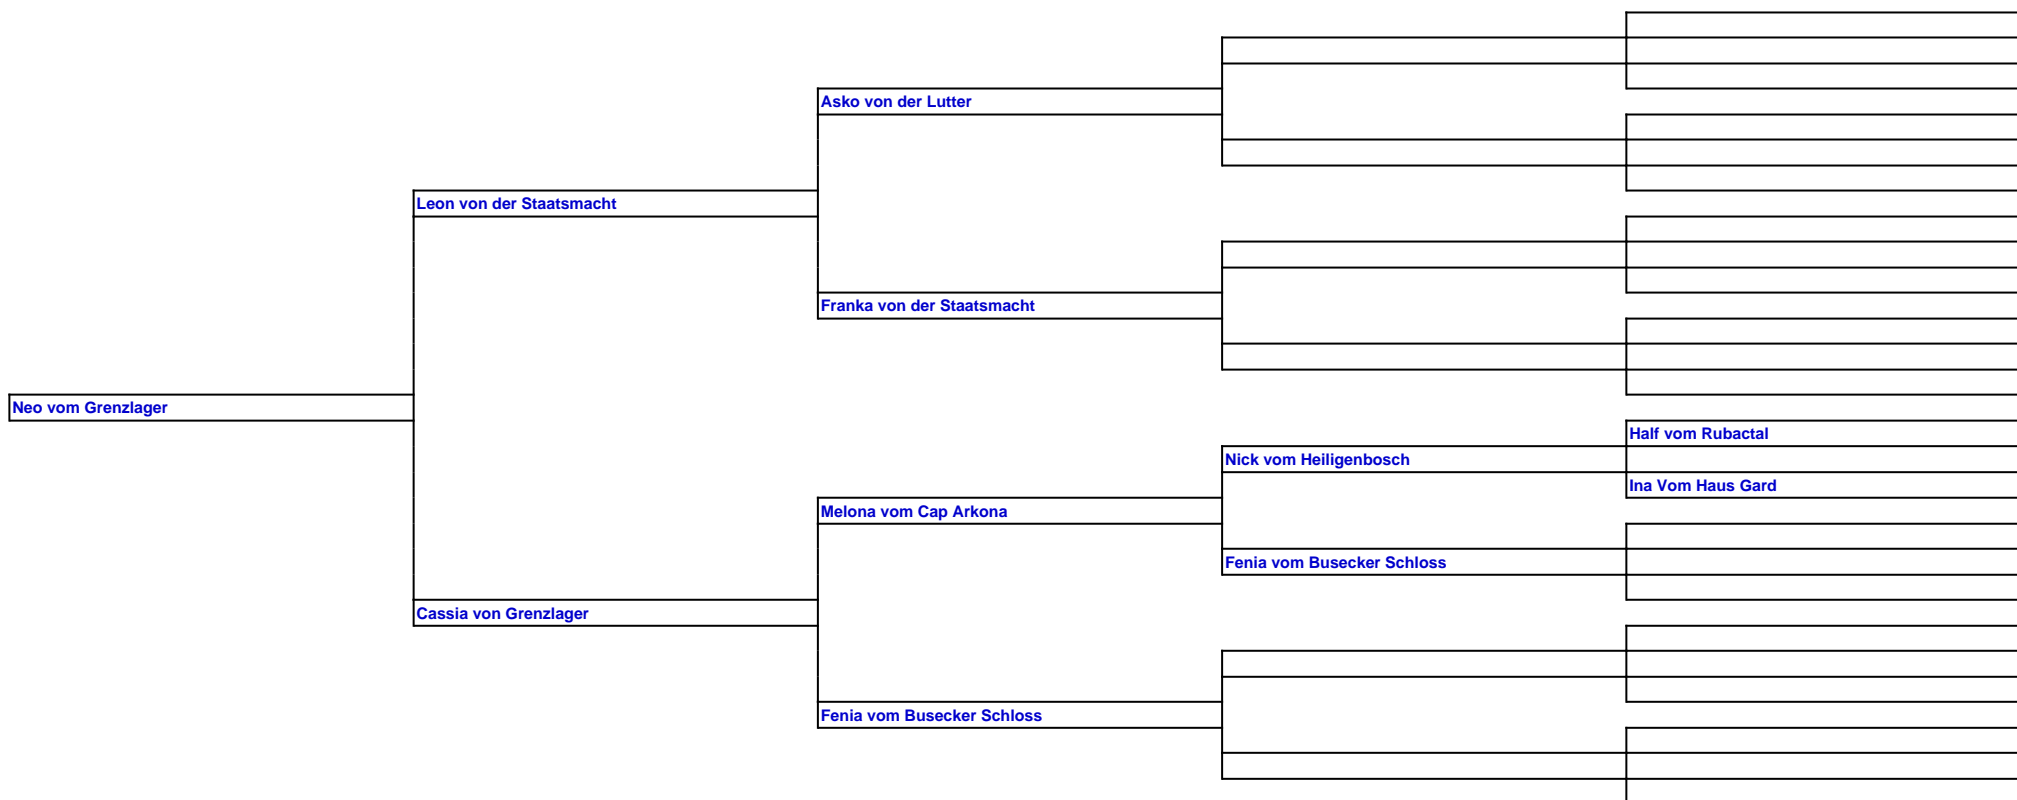 Asko von der Lutter
Leon von der Staatsmacht
Franka von der Staatsmacht
Neo vom Grenzlager
Half vom Rubactal
Nick vom Heiligenbosch
Ina Vom Haus Gard
Melona vom Cap Arkona
Fenia vom Busecker Schloss
Cassia von Grenzlager
Fenia vom Busecker Schloss